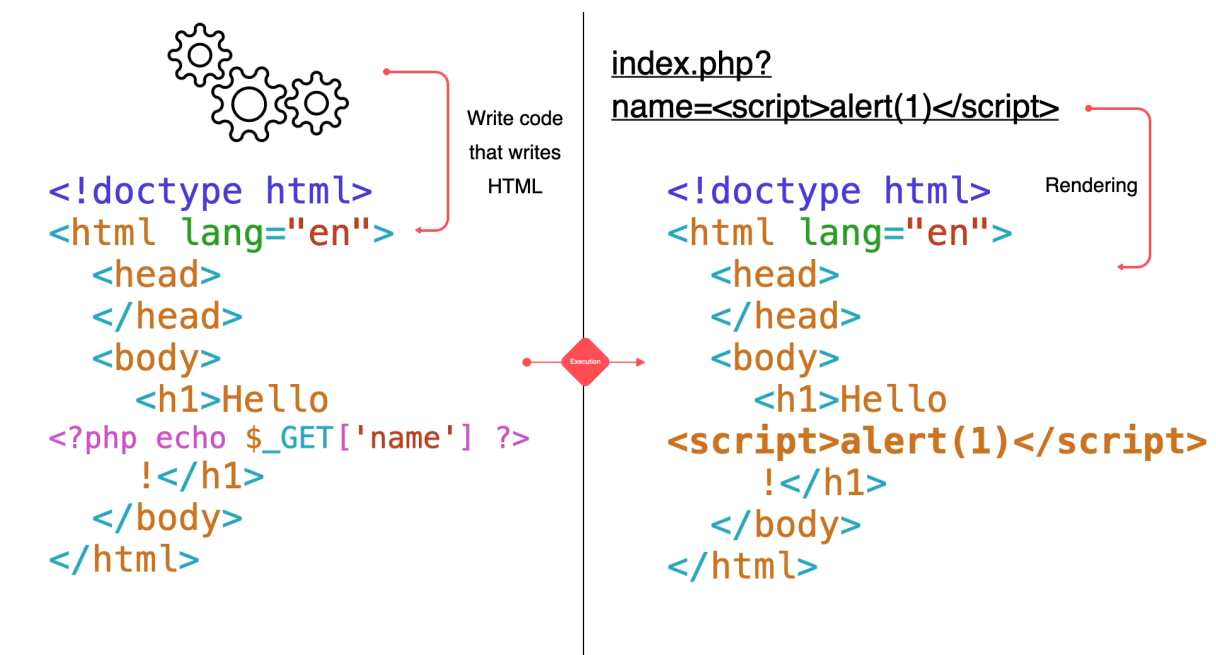 Write code
that writes
HTML
<!doctype html>
<html lang="en">
<head>
</head>
<body>
<h1>Hello
<?php echo $_GET['name'] ?>
!</h1>
</body>
</html>
Execution
index.php?
name=<script>alert(1)</script>
Rendering
<!doctype html>
<html lang="en">
<head>
</head>
<body>
<h1>Hello
<script>alert(1)</script>
!</h1>
</body>
</html>